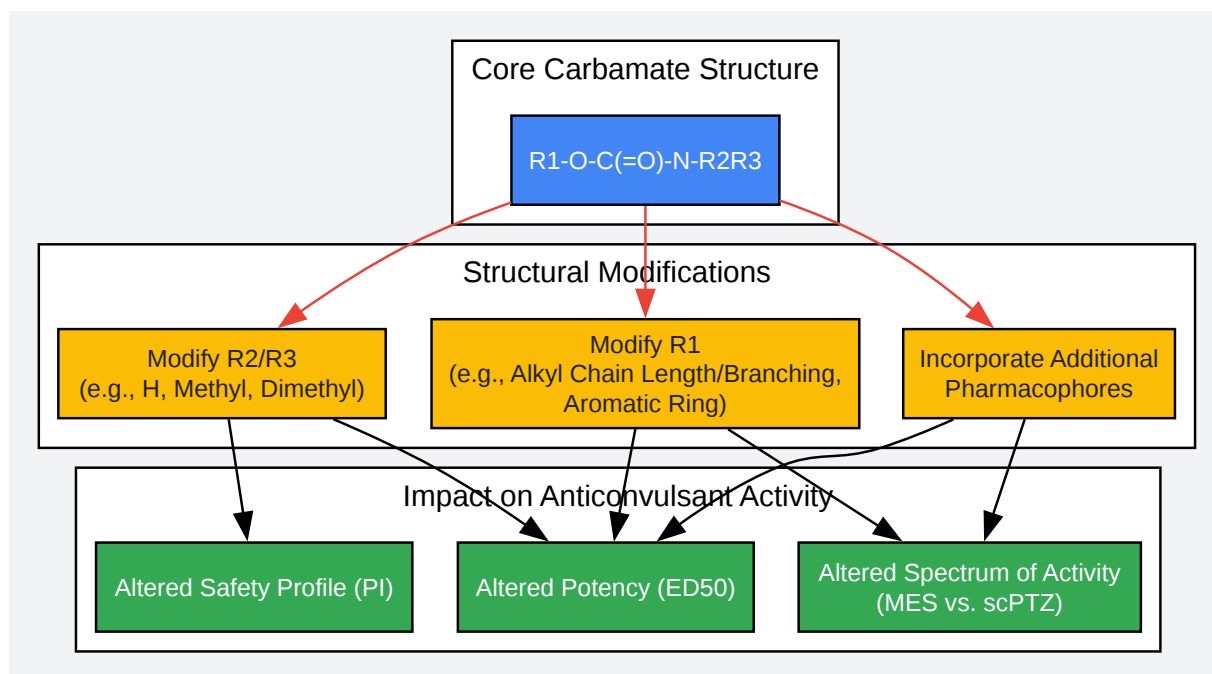 Core Carbamate Structure
R1-O-C(=O)-N-R2R3
Structural Modifications
Modify R2/R3
(e.g., H, Methyl, Dimethyl)
Modify R1
(e.g., Alkyl Chain Length/Branching,
Aromatic Ring)
Incorporate Additional
Pharmacophores
Impact on Anticonvulsant Activity
Altered Safety Profile (PI)
Altered Potency (ED50)
Altered Spectrum of Activity
(MES vs. scPTZ)